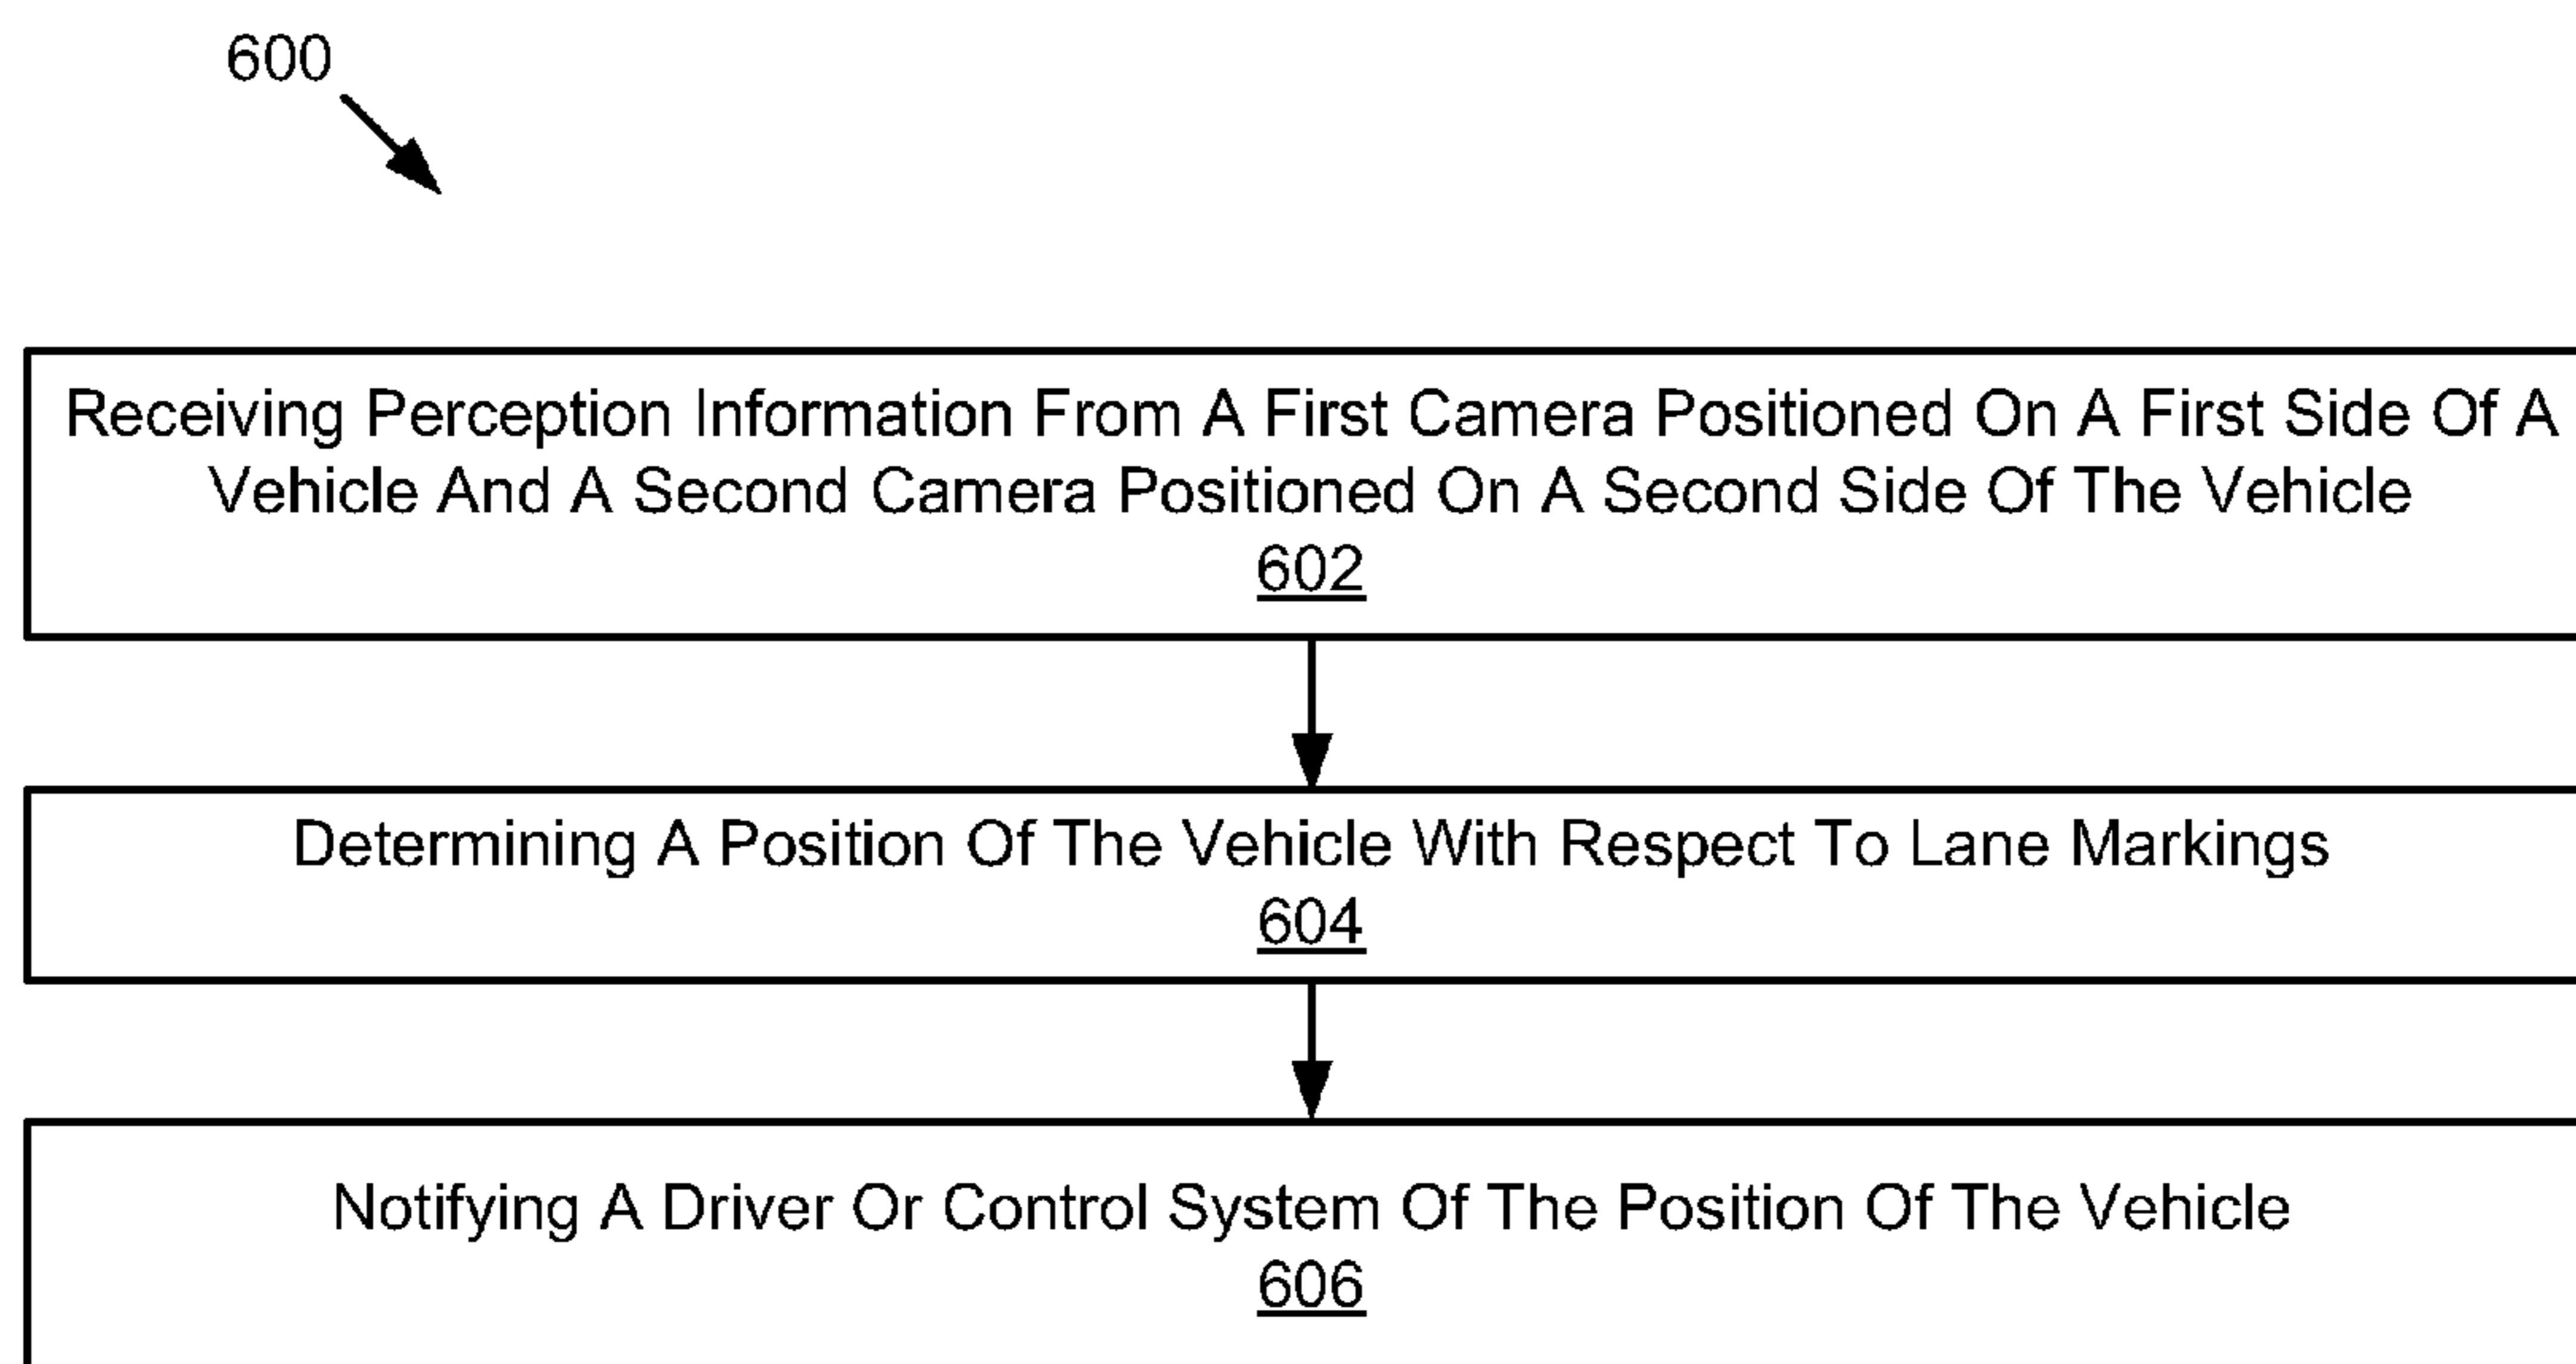 600
Receiving Perception Information From A First Camera Positioned On A First Side Of A
Vehicle And A Second Camera Positioned On A Second Side Of The Vehicle
602
Determining A Position Of The Vehicle With Respect To Lane Markings
604
Notifying A Driver Or Control System Of The Position Of The Vehicle
606